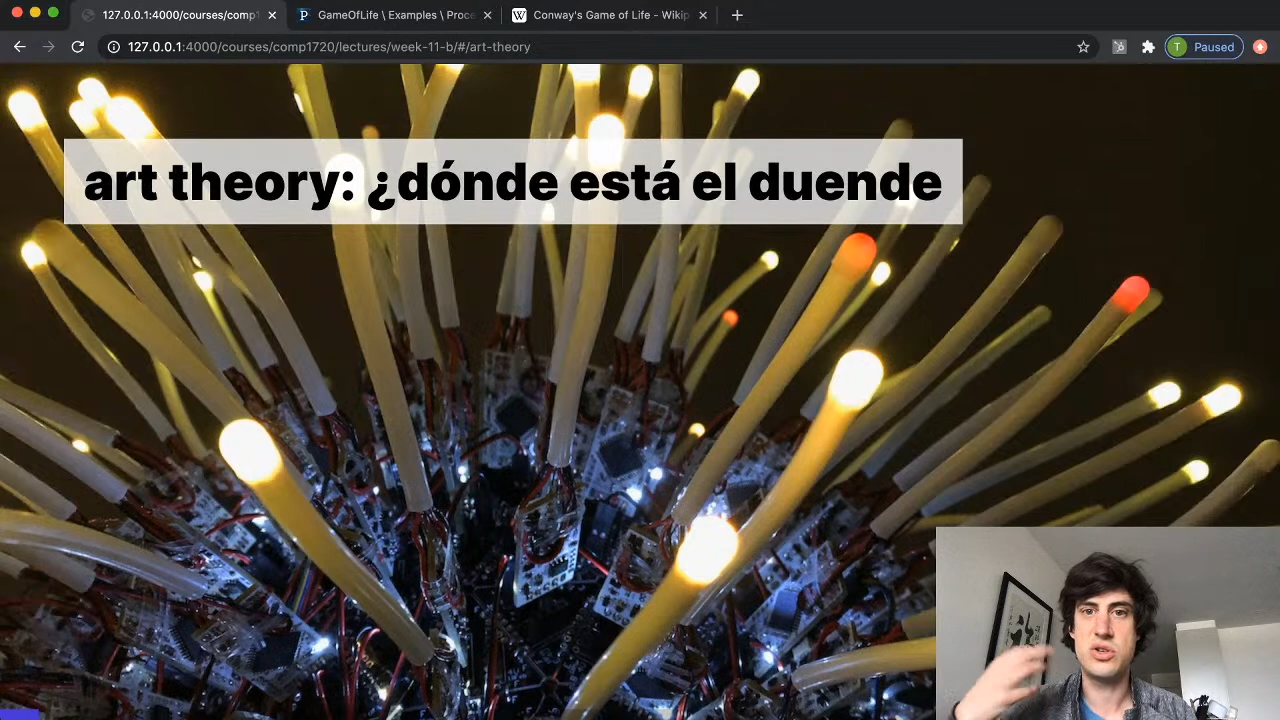 127.0.0.1:4000/courses/comp1
GameOfLife \ Examples \ Proce
Conway's Game of Life - Wikip
127.0.0.1:4000/courses/comp1720/lectures/week-11-b/#/art-theory
T Paused
art theory: ¿dónde está el duende